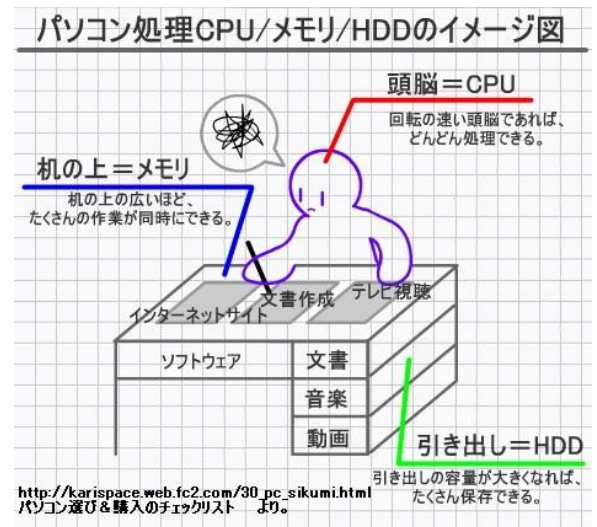 パソコン処理CPU/メモリ/HDDのイメージ図
頭脳＝CPU
回転の速い頭脳であれば、
どんどん処理できる。
机の上＝メモリ
机の上の広いほど、
たくさんの作業が同時にできる。
インターネットサイト
文書作成
テレビ視聴
ソフトウェア
文書
音楽
動画
引き出し＝HDD
引き出しの容量が大きくなれば、
たくさん保存できる。
http://karispace.web.fc2.com/30_pc_sikumi.html
パソコン選び＆購入のチェックリスト　より。